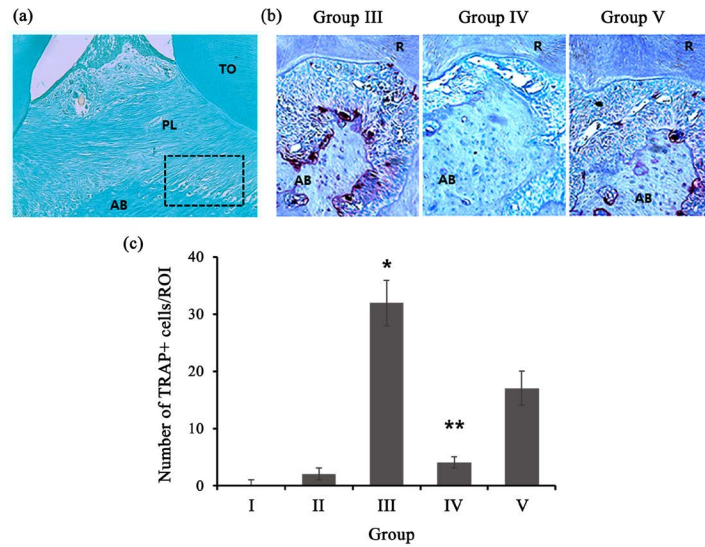 (a)
TO
PL
AB
(b)
Group III
Group IV
Group V
R
R
R
AB
AB
AB
(c)
Number of TRAP+ cells/ROI
40
30
20
10
0
*
**
I
II
III
IV
V
Group